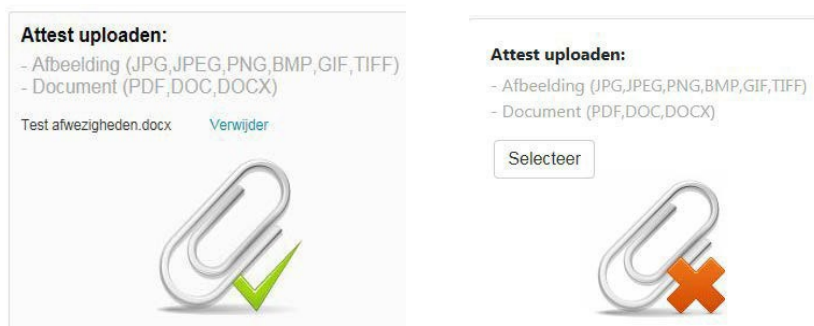 Attest uploaden:
- Afbeelding (JPG,JPEG,PNG,BMP,GIF,TIFF)
- Document (PDF,DOC,DOCX)
Test afwezigheden.docx Verwijder
Attest uploaden:
- Afbeelding (JPG,JPEG,PNG,BMP,GIF,TIFF)
- Document (PDF,DOC,DOCX)
Selecteer